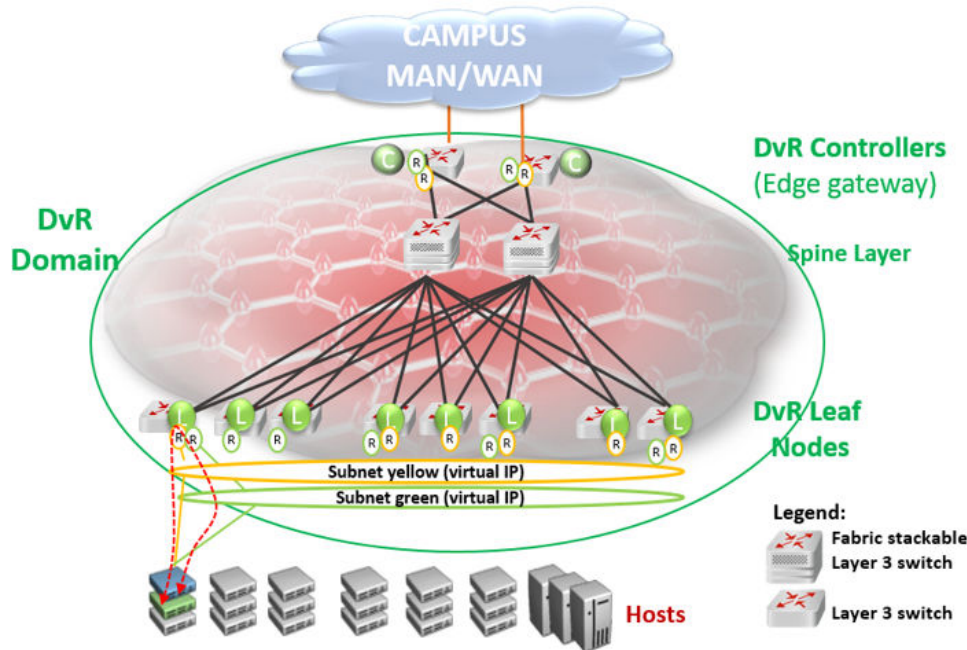 CAMPUS
MAN/WAN
DvR Controllers
(Edge gateway)
C
R
R
R
R
C
DvR
Domain
Spine Layer
L
L
L
L
L
L
L
L
R
R
R
R
R
R
R
R
R
R
R
R
DvR Leaf
Nodes
Subnet yellow (virtual IP)
Subnet green (virtual IP)
Hosts
Legend:
Fabric stackable
Layer 3 switch
Layer 3 switch